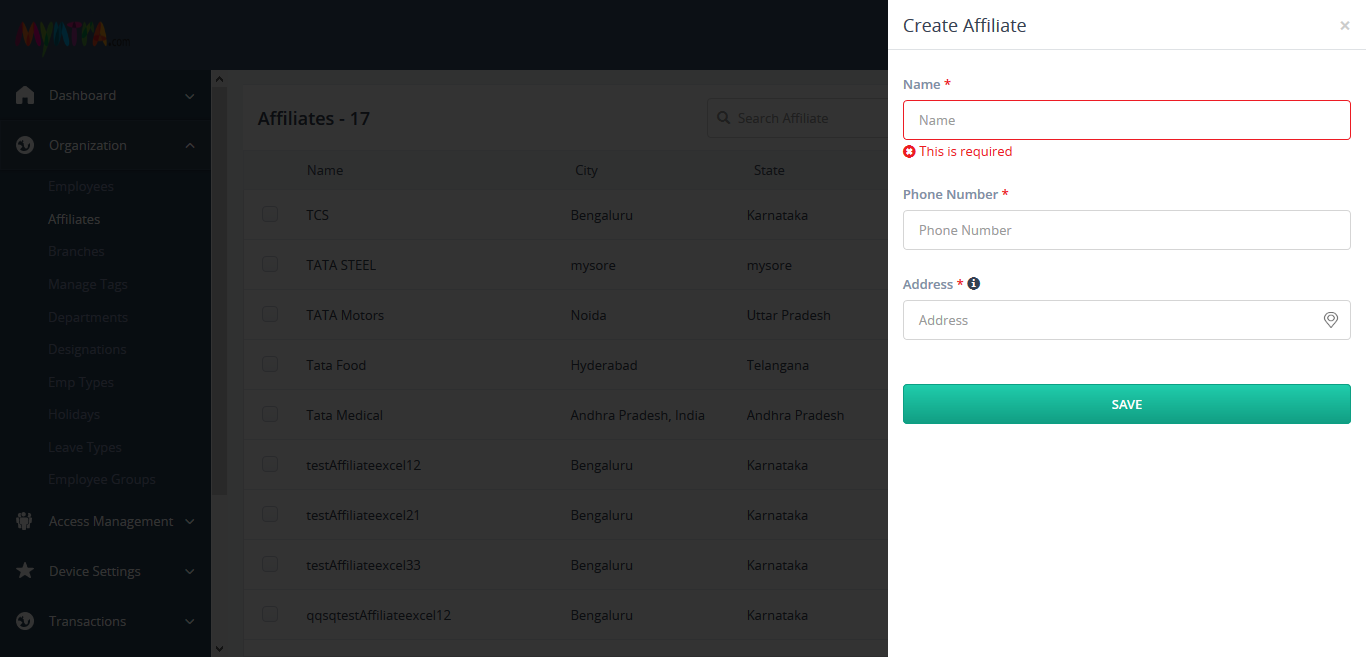 MYNTRA.com
Dashboard
Organization
Employees
Affiliates
Branches
Manage Tags
Departments
Designations
Emp Types
Holidays
Leave Types
Employee Groups
Access Management
Device Settings
Transactions
Affiliates - 17
Search Affiliate
Name City State
TCS Bengaluru Karnataka
TATA STEEL mysore mysore
TATA Motors Noida Uttar Pradesh
Tata Food Hyderabad Telangana
Tata Medical Andhra Pradesh, India Andhra Pradesh
testAffiliateexcel12 Bengaluru Karnataka
testAffiliateexcel21 Bengaluru Karnataka
testAffiliateexcel33 Bengaluru Karnataka
qqsqtestAffiliateexcel12 Bengaluru Karnataka
Create Affiliate ×
Name *
Name
This is required
Phone Number *
Phone Number
Address *
Address
SAVE